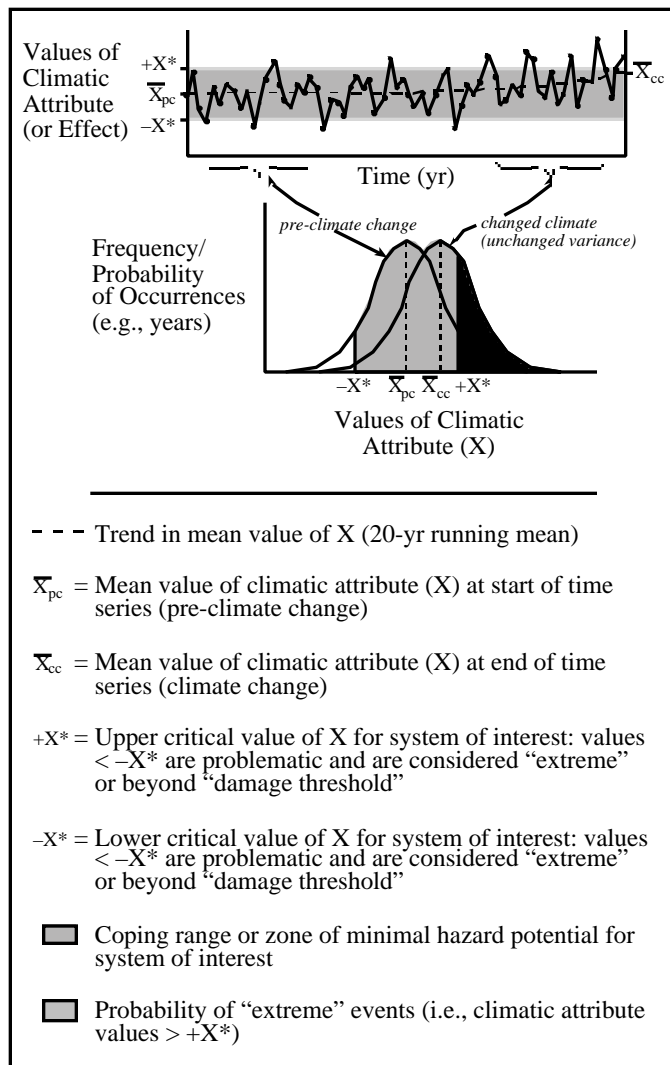 Values of
Climatic
Attribute
(or Effect)
+X*
X̅pc
–X*
X̅cc
Time (yr)
pre-climate change
changed climate
(unchanged variance)
Frequency/
Probability
of Occurrences
(e.g., years)
–X* X̅pc X̅cc +X*
Values of Climatic
Attribute (X)
Trend in mean value of X (20-yr running mean)
X̅pc = Mean value of climatic attribute (X) at start of time
series (pre-climate change)
X̅cc = Mean value of climatic attribute (X) at end of time
series (climate change)
+X* = Upper critical value of X for system of interest: values
< –X* are problematic and are considered “extreme”
or beyond “damage threshold”
–X* = Lower critical value of X for system of interest: values
< –X* are problematic and are considered “extreme”
or beyond “damage threshold”
Coping range or zone of minimal hazard potential for
system of interest
Probability of “extreme” events (i.e., climatic attribute
values > +X*)